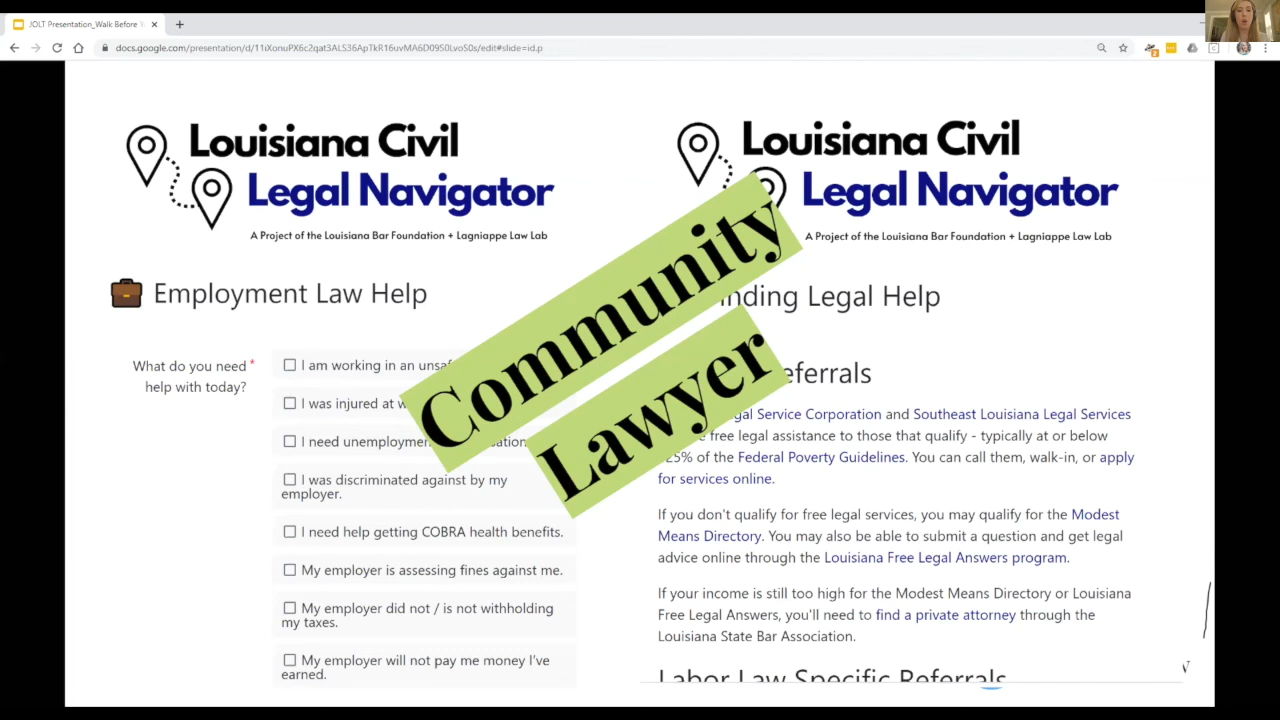 JOLT Presentation_Walk Before
docs.google.com/presentation/d/11iXonuPX6c2qat3ALS36ApTkR16uvMA6D09S0LvoS0s/edit#slide=id.p
Louisiana Civil
Legal Navigator
A Project of the Louisiana Bar Foundation + Lagniappe Law Lab
Employment Law Help
What do you need *
help with today?
I am working in an
I was injured at
I need
I was discriminated against by my
employer.
I need help getting COBRA health benefits.
My employer is assessing fines against me.
My employer did not / is not withholding
my taxes.
My employer will not pay me money I've
earned.
Community
Lawyer
Louisiana Civil
Legal Navigator
A Project of the Louisiana Bar Foundation + Lagniappe Law Lab
Legal Help
Service Corporation and Southeast Louisiana Legal Services
free legal assistance to those that qualify - typically at or below
of the Federal Poverty Guidelines. You can call them, walk-in, or apply
for services online.
If you don't qualify for free legal services, you may qualify for the Modest
Means Directory. You may also be able to submit a question and get legal
advice online through the Louisiana Free Legal Answers program.
If your income is still too high for the Modest Means Directory or Louisiana
Free Legal Answers, you'll need to find a private attorney through the
Louisiana State Bar Association.
Labor Law Specific Referrals